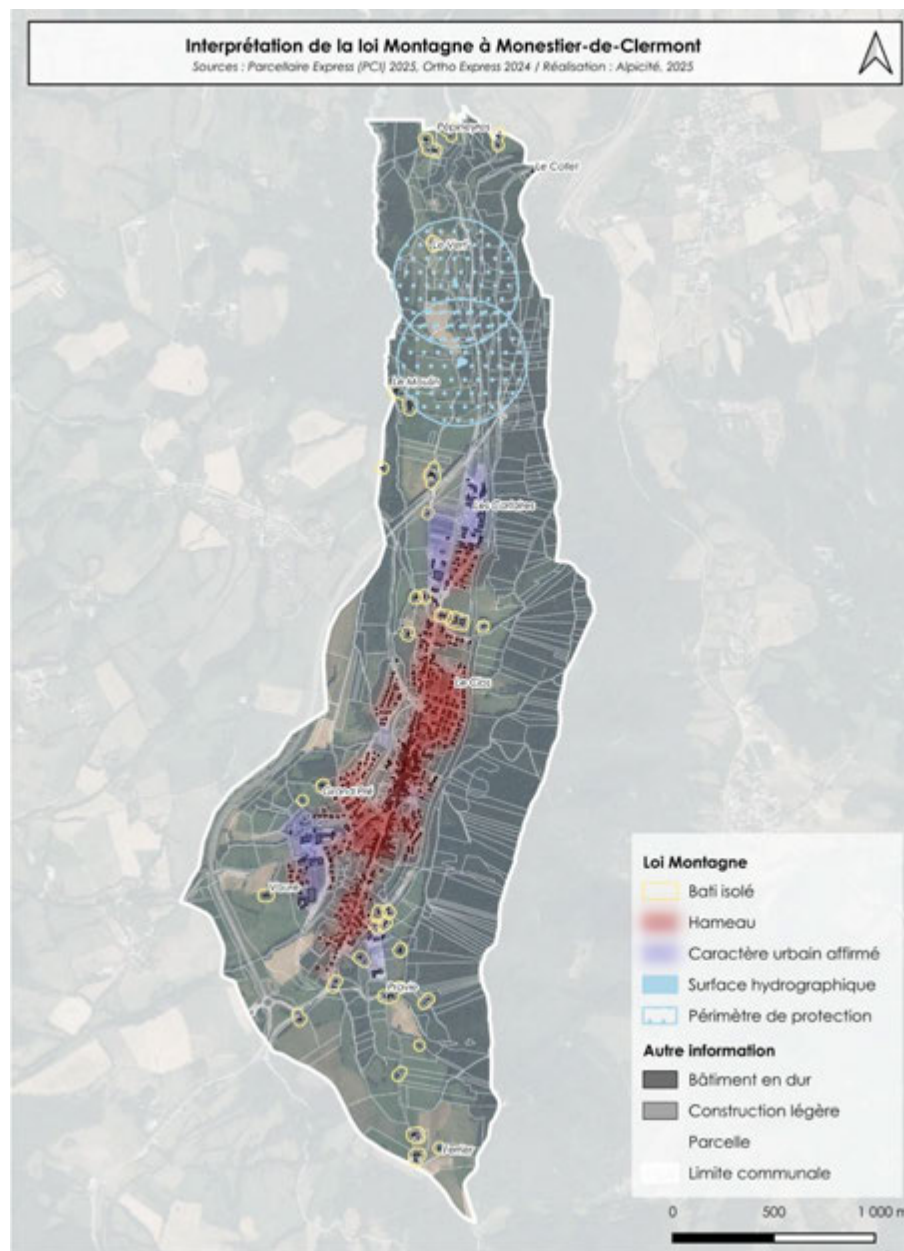 Interprétation de la loi Montagne à Monestier-de-Clermont
Sources : Parcellaire Express (PCI) 2025, Ortho Express 2024 / Réalisation : Alpicité, 2025
Le Collet
Le Vert
Le Moulin
Les Carlaires
Le Clos
Grand Pré
Pravie
Ferrier
Loi Montagne
Bati isolé
Hameau
Caractère urbain affirmé
Surface hydrographique
Périmètre de protection
Autre information
Bâtiment en dur
Construction légère
Parcelle
Limite communale
0 500 1 000 m